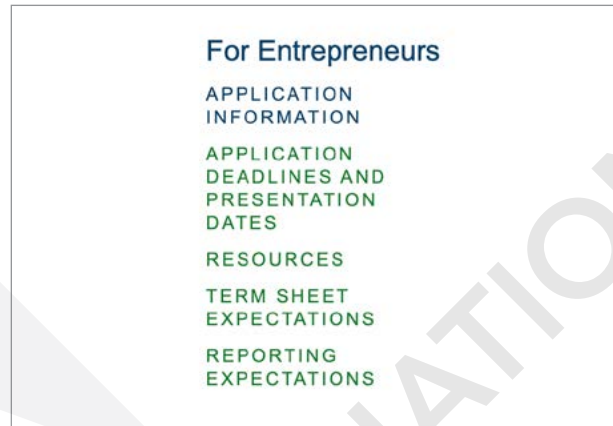 For Entrepreneurs
APPLICATION
INFORMATION
APPLICATION
DEADLINES AND
PRESENTATION
DATES
RESOURCES
TERM SHEET
EXPECTATIONS
REPORTING
EXPECTATIONS